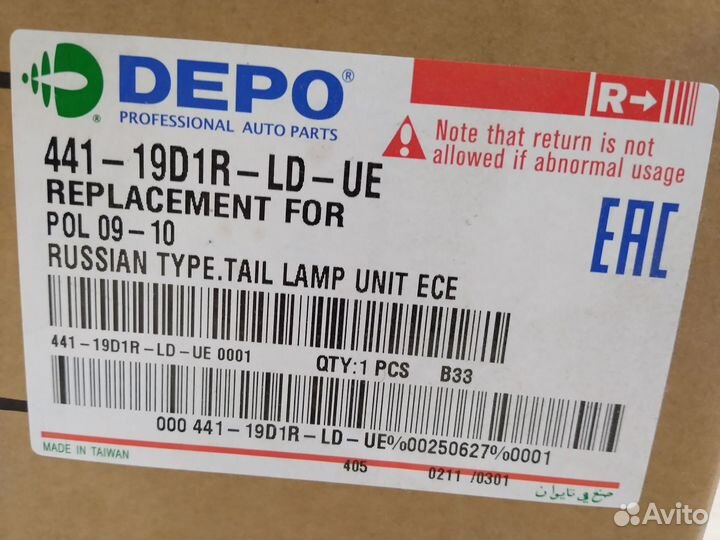 DEPO®
PROFESSIONAL AUTO PARTS
®
R→
Note that return is not
allowed if abnormal usage
441-19D1R-LD-UE
REPLACEMENT FOR
POL 09-10
RUSSIAN TYPE.TAIL LAMP UNIT ECE
EAC
441-19D1R-LD-UE 0001 QTY:1 PCS B33
000 441-19D1R-LD-UE%00250627%0001
MADE IN TAIWAN
405 0211 /0301
صنع في تايوان
Avito